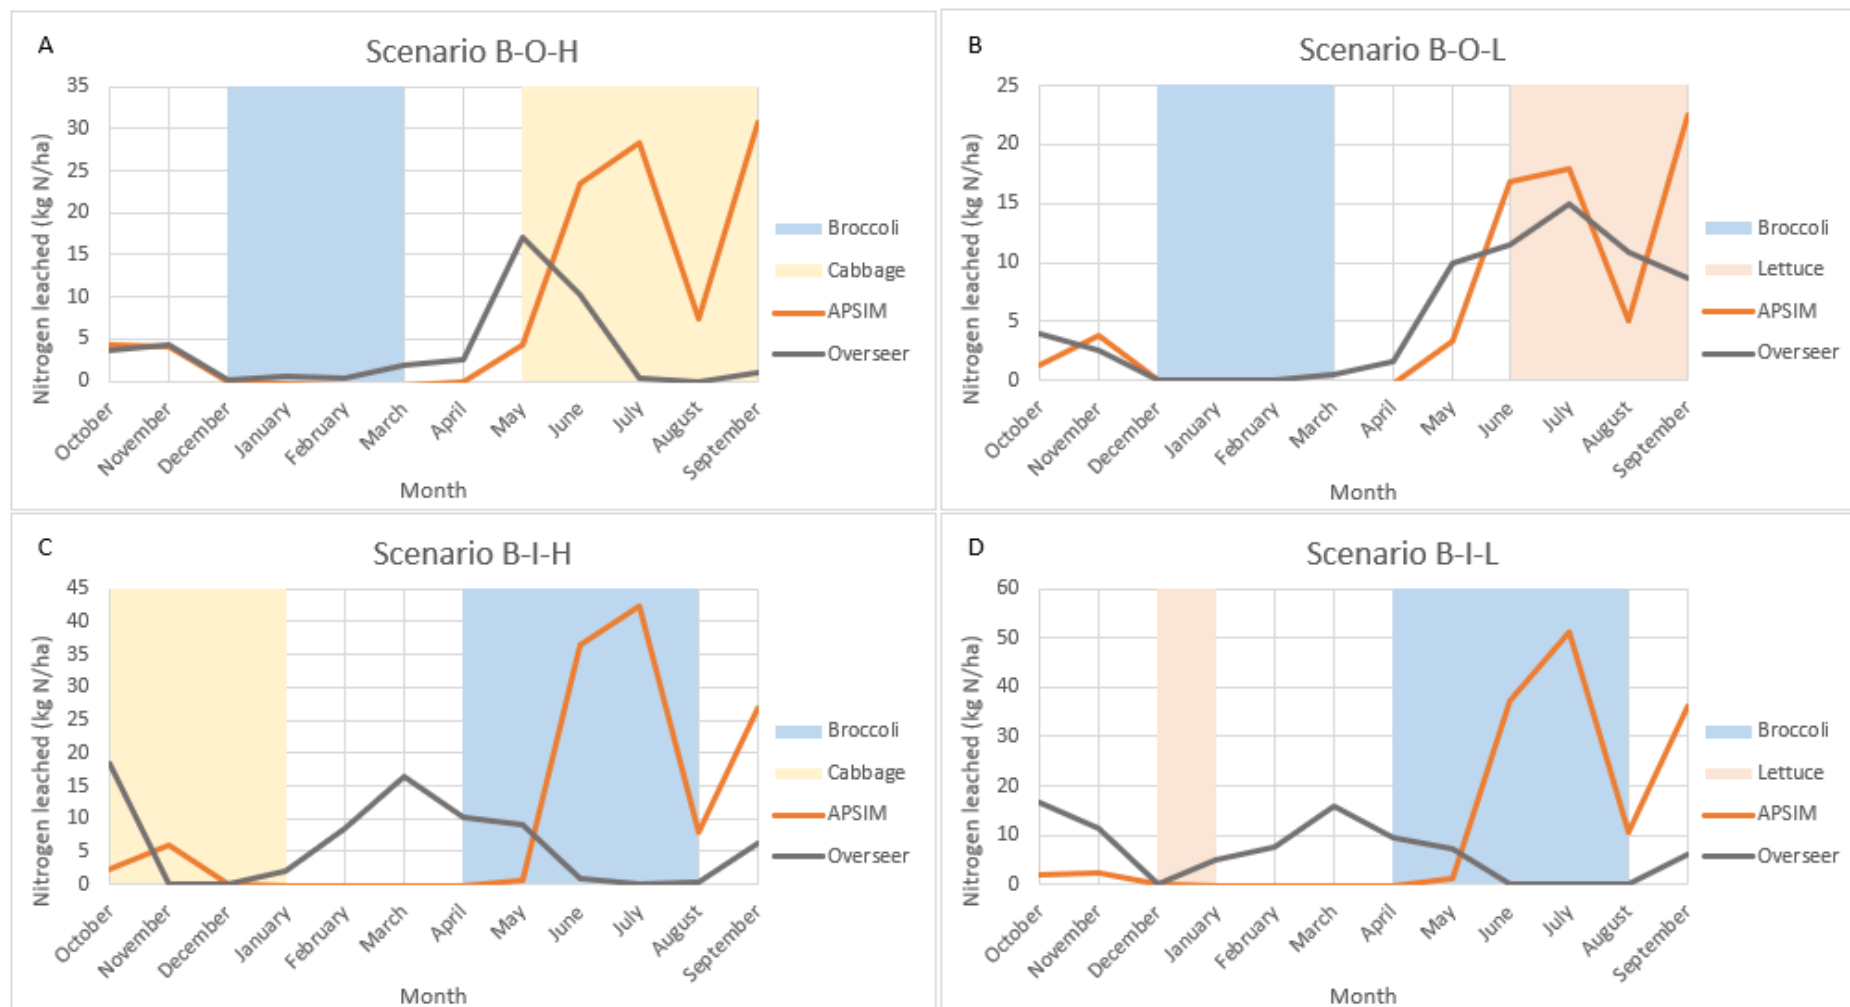 A
Scenario B-O-H
Nitrogen leached (kg N/ha)
35
30
25
20
15
10
5
0
October
November
December
January
February
March
April
May
June
July
August
September
Month
Broccoli
Cabbage
APSIM
Overseer
B
Scenario B-O-L
Nitrogen leached (kg N/ha)
25
20
15
10
5
0
October
November
December
January
February
March
April
May
June
July
August
September
Month
Broccoli
Lettuce
APSIM
Overseer
C
Scenario B-I-H
Nitrogen leached (kg N/ha)
45
40
35
30
25
20
15
10
5
0
October
November
December
January
February
March
April
May
June
July
August
September
Month
Broccoli
Cabbage
APSIM
Overseer
D
Scenario B-I-L
Nitrogen leached (kg N/ha)
60
50
40
30
20
10
0
October
November
December
January
February
March
April
May
June
July
August
September
Month
Broccoli
Lettuce
APSIM
Overseer